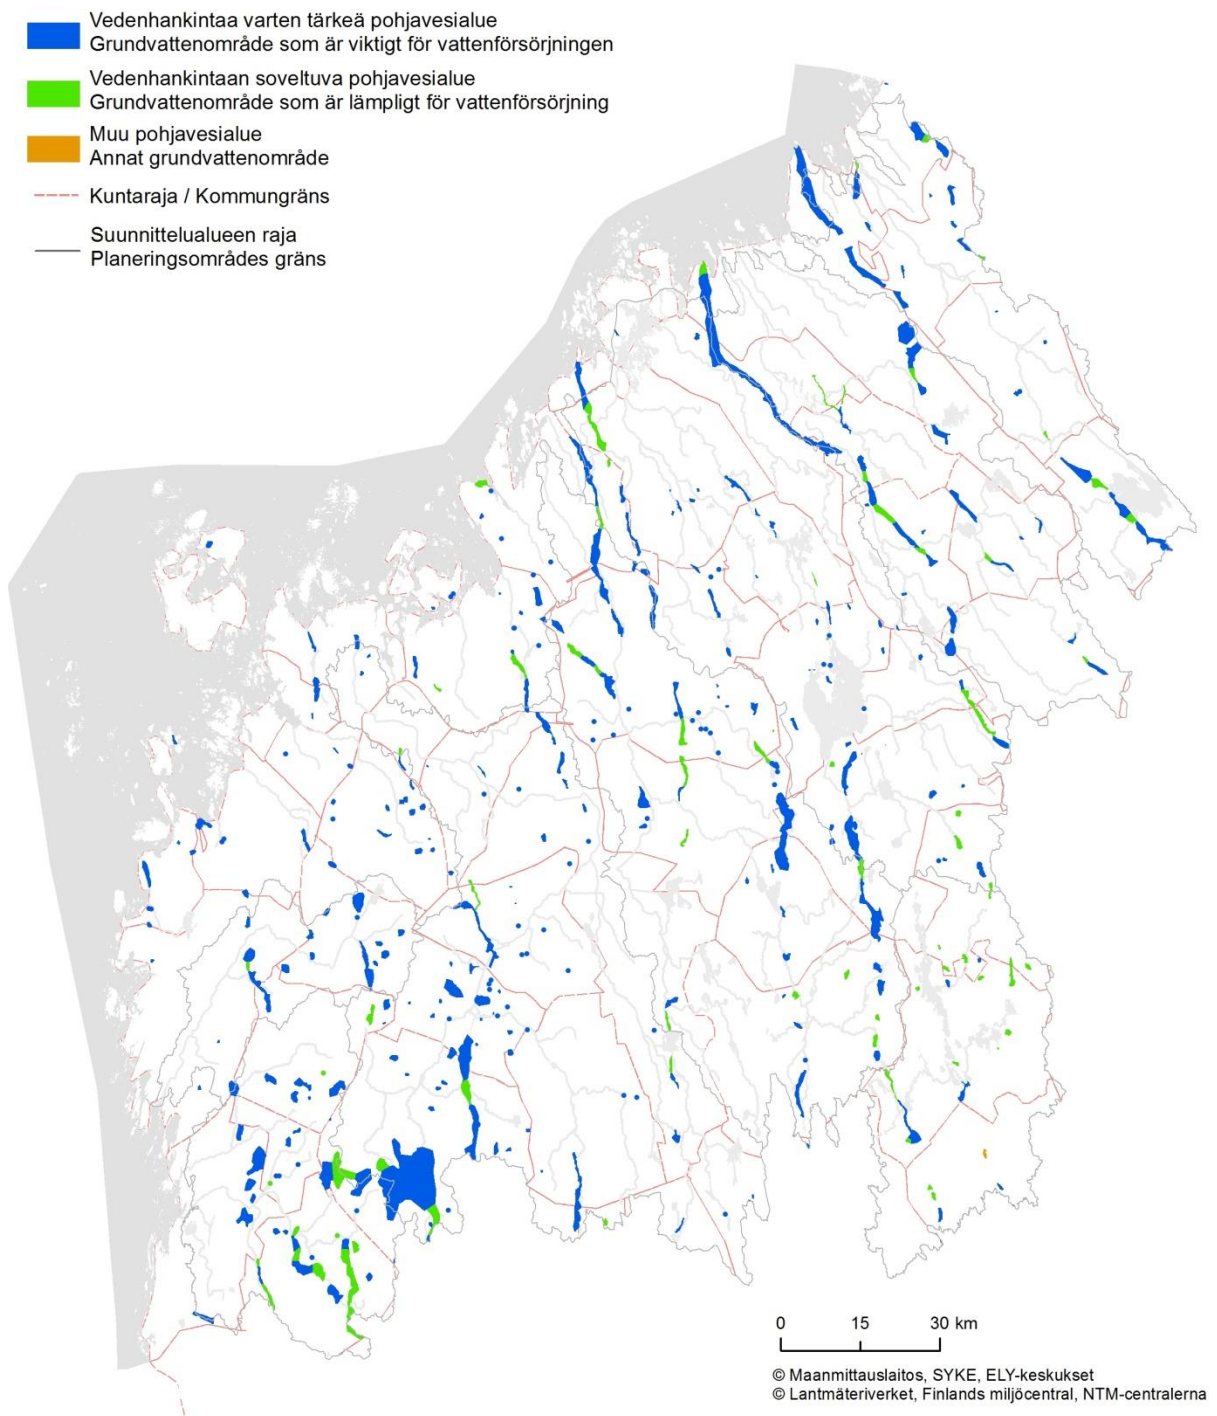 Vedenhankintaa varten tärkeä pohjavesialue
Grundvattenområde som är viktigt för vattenförsörjningen
Vedenhankintaan soveltuva pohjavesialue
Grundvattenområde som är lämpligt för vattenförsörjning
Muu pohjavesialue
Annat grundvattenområde
Kuntaraja / Kommungräns
Suunnittelualueen raja
Planeringsområdes gräns
0 15 30 km
© Maanmittauslaitos, SYKE, ELY-keskukset
© Lantmäteriverket, Finlands miljöcentral, NTM-centralerna